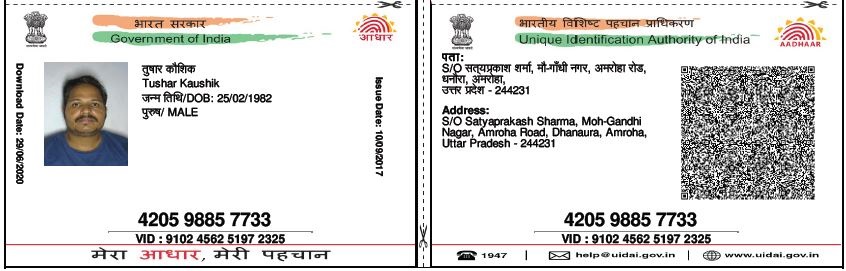 भारत सरकार
Government of India
आधार
तुषार कौशिक
Tushar Kaushik
जन्म तिथि/DOB: 25/02/1982
पुरुष/ MALE
Download Date: 29/06/2020
Issue Date: 10/09/2017
4205 9885 7733
VID : 9102 4562 5197 2325
मेरा आधार, मेरी पहचान
भारतीय विशिष्ट पहचान प्राधिकरण
Unique Identification Authority of India
AADHAAR
पता:
S/O सत्यप्रकाश शर्मा, मौ-गाँधी नगर, अमरोहा रोड,
धनौरा, अमरोहा,
उत्तर प्रदेश - 244231
Address:
S/O Satyaprakash Sharma, Moh-Gandhi
Nagar, Amroha Road, Dhanaura, Amroha,
Uttar Pradesh - 244231
4205 9885 7733
VID : 9102 4562 5197 2325
1947 | help@uidai.gov.in | www.uidai.gov.in